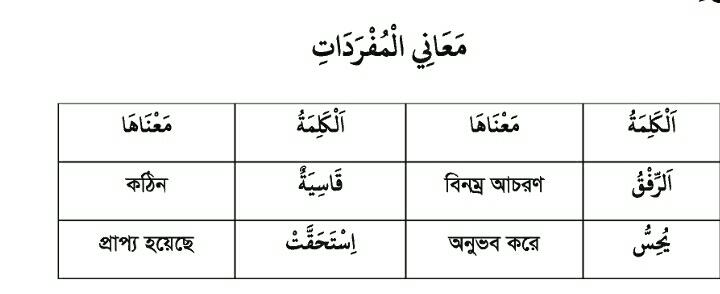 مَعَانِي الْمُفْرَدَاتِ
اَلْكَلِمَةُ مَعْنَاهَا اَلْكَلِمَةُ مَعْنَاهَا
اَلرِّفْقُ বিনম্র আচরণ قَاسِيَةٌ কঠিন
يُحِسُّ অনুভব করে اِسْتَحَقَّتْ প্রাপ্য হয়েছে